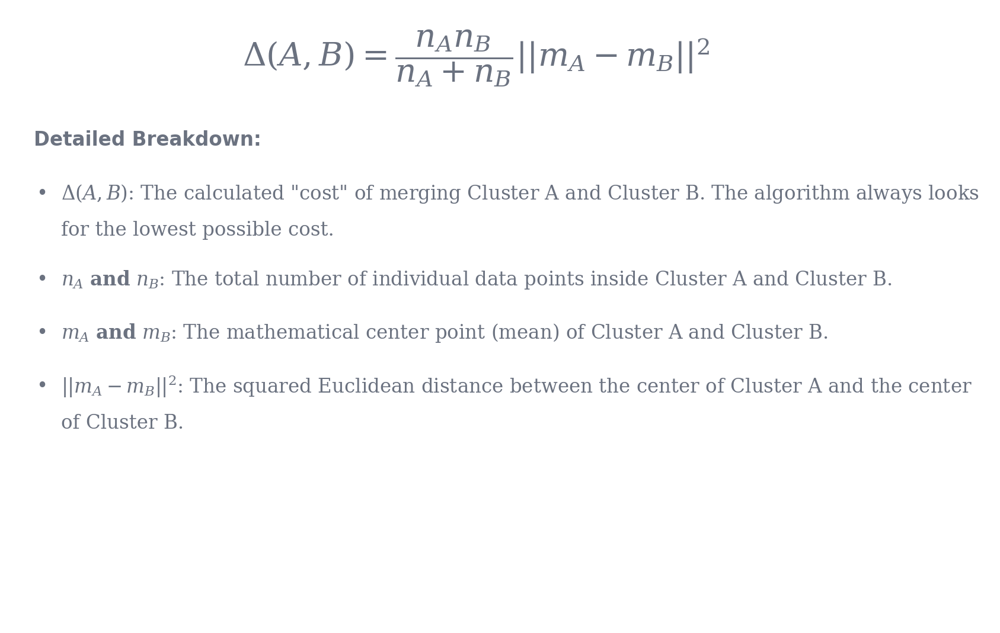 Δ(A, B) = \frac{n_A n_B}{n_A + n_B} ||m_A − m_B||^2
Detailed Breakdown:
• Δ(A, B): The calculated "cost" of merging Cluster A and Cluster B. The algorithm always looks
for the lowest possible cost.
• n_A and n_B: The total number of individual data points inside Cluster A and Cluster B.
• m_A and m_B: The mathematical center point (mean) of Cluster A and Cluster B.
• ||m_A − m_B||^2: The squared Euclidean distance between the center of Cluster A and the center
of Cluster B.